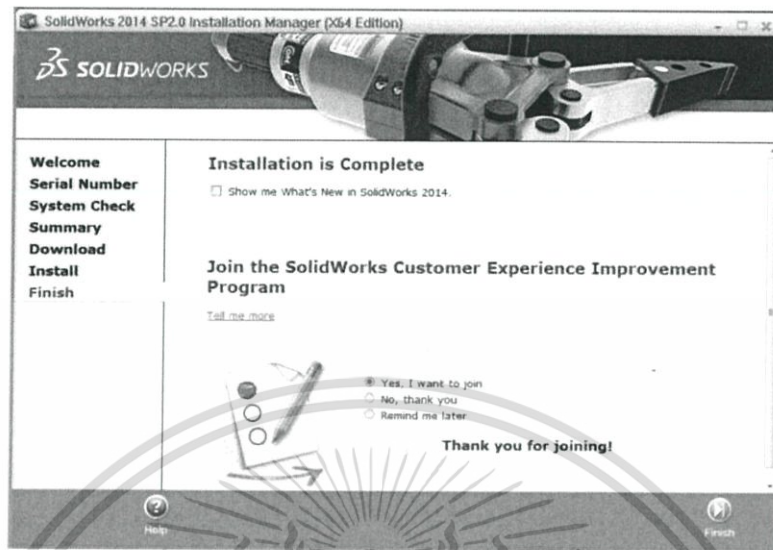 SolidWorks 2014 SP2.0 Installation Manager (X64 Edition)
SOLIDWORKS
Welcome
Serial Number
System Check
Summary
Download
Install
Finish
Installation is Complete
Show me What's New in SolidWorks 2014.
Join the SolidWorks Customer Experience Improvement
Program
Tell me more
Yes, I want to join
No, thank you
Remind me later
Thank you for joining!
Help
Finish